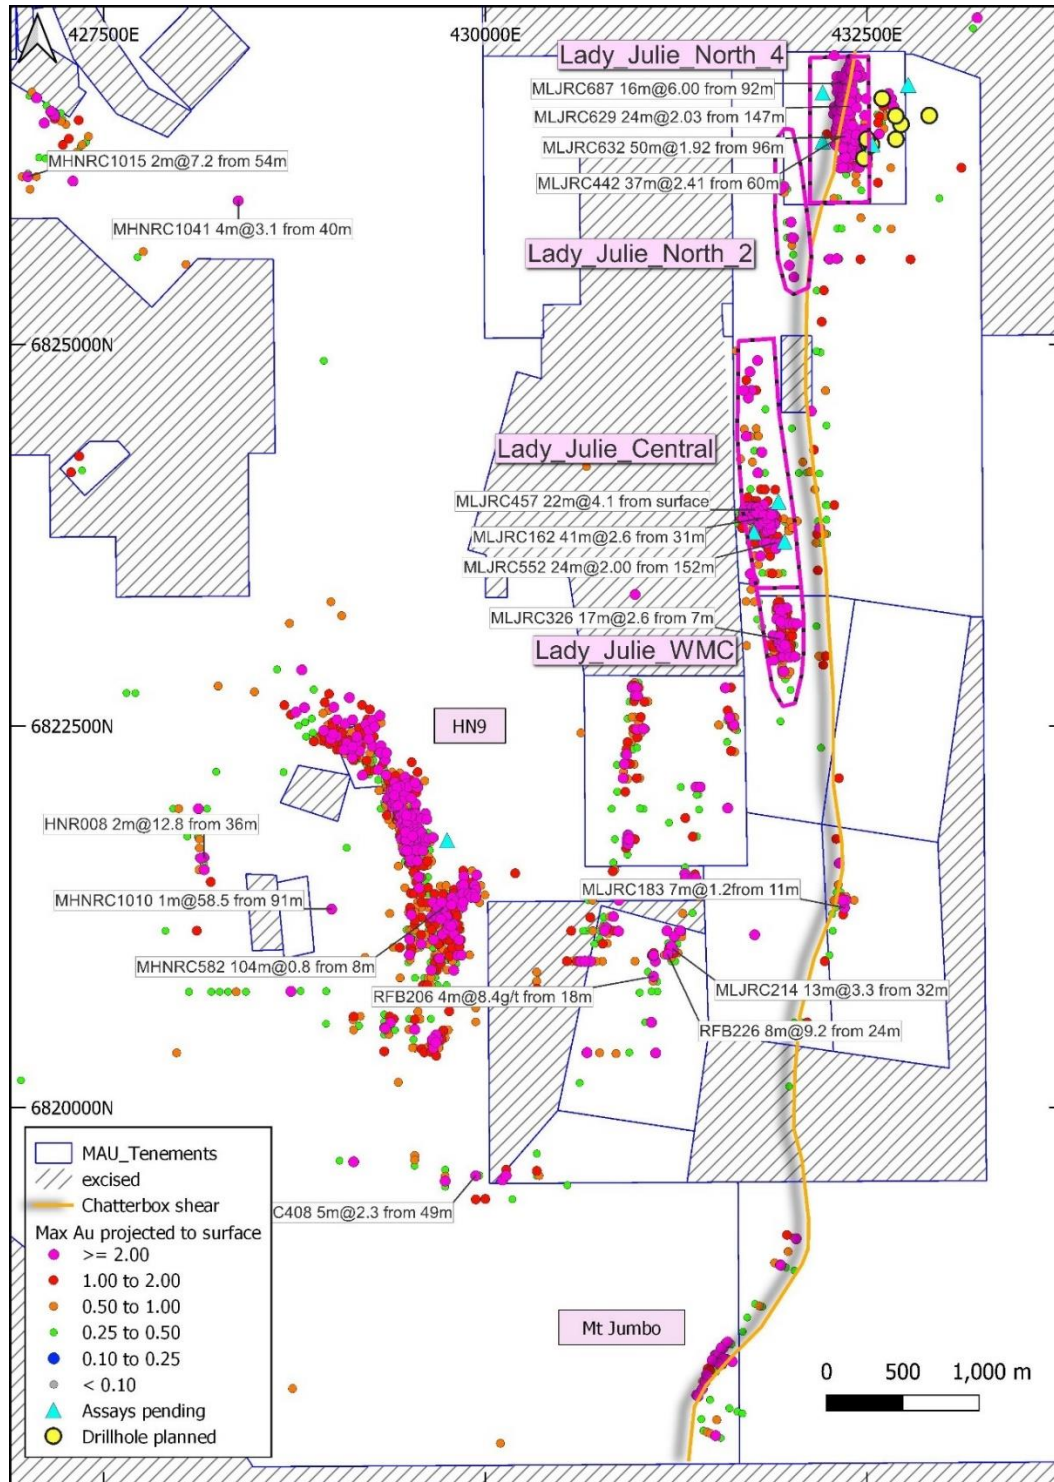 427500E
430000E
432500E
Lady_Julie_North_4
MLJRC687 16m@6.00 from 92m
MLJRC629 24m@2.03 from 147m
MLJRC632 50m@1.92 from 96m
MLJRC442 37m@2.41 from 60m
MHNRC1015 2m@7.2 from 54m
MHNRC1041 4m@3.1 from 40m
Lady_Julie_North_2
6825000N
Lady_Julie_Central
MLJRC457 22m@4.1 from surface
MLJRC162 41m@2.6 from 31m
MLJRC552 24m@2.00 from 152m
MLJRC326 17m@2.6 from 7m
Lady_Julie_WMC
6822500N
HN9
HNR008 2m@12.8 from 36m
MHNRC1010 1m@58.5 from 91m
MLJRC183 7m@1.2from 11m
MHNRC582 104m@0.8 from 8m
RFB206 4m@8.4g/t from 18m
MLJRC214 13m@3.3 from 32m
RFB226 8m@9.2 from 24m
6820000N
MAU_Tenements
excised
Chatterbox shear
C408 5m@2.3 from 49m
Max Au projected to surface
>= 2.00
1.00 to 2.00
0.50 to 1.00
0.25 to 0.50
0.10 to 0.25
< 0.10
Assays pending
Drillhole planned
Mt Jumbo
0 500 1,000 m